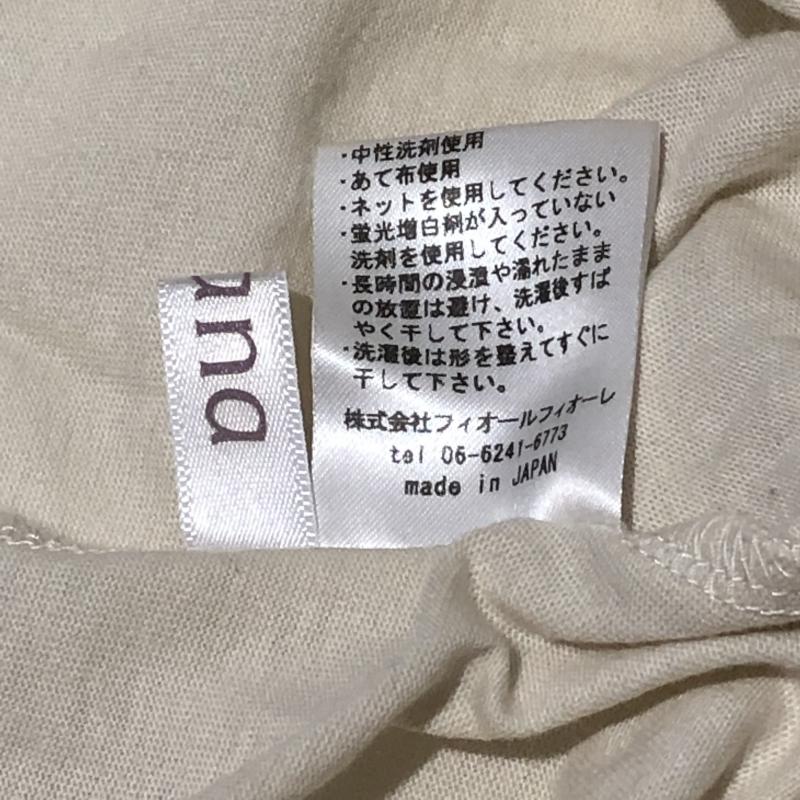 ・中性洗剤使用
・あて布使用
・ネットを使用してください。
・蛍光増白剤が入っていない
洗剤を使用してください。
・長時間の浸漬や濡れたまま
の放置は避け、洗濯後すば
やく干して下さい。
・洗濯後は形を整えてすぐに
干して下さい。
株式会社フィオールフィオーレ
tel 06-6241-6773
made in JAPAN
una